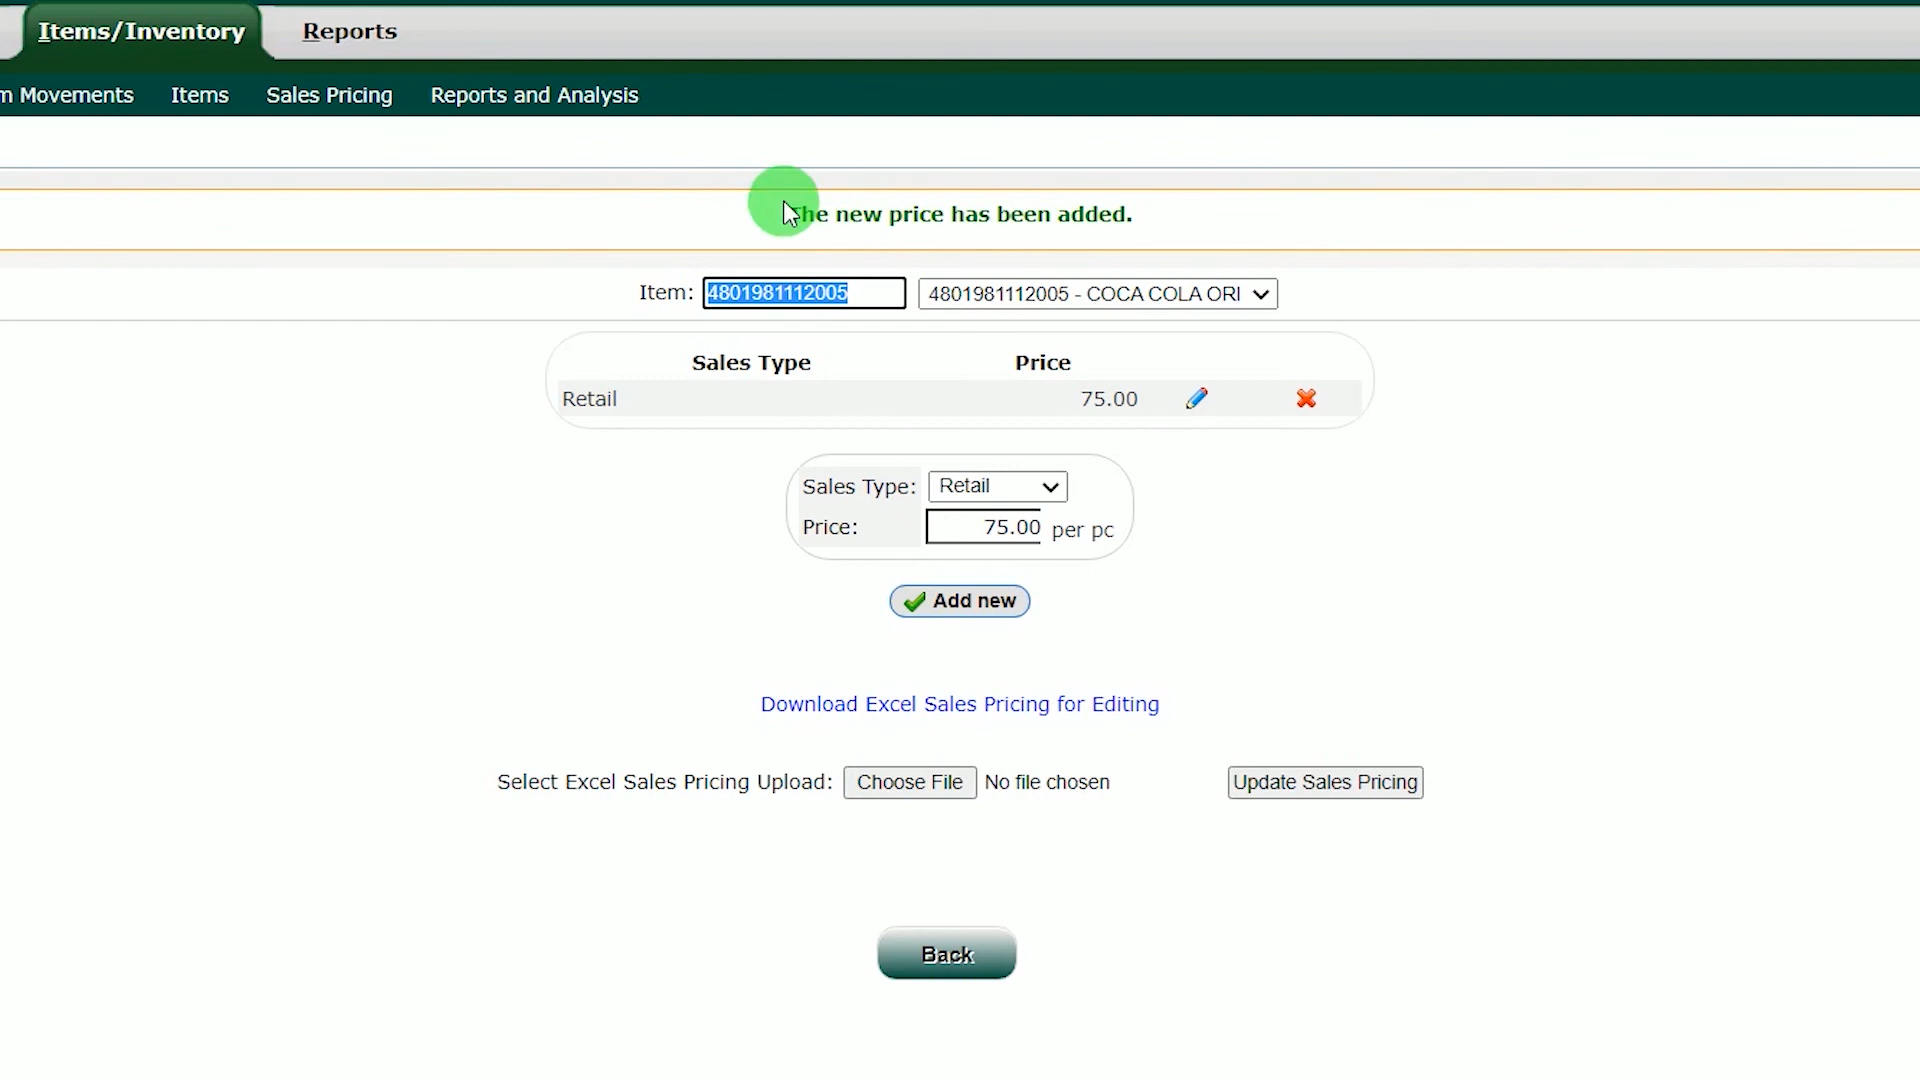 Items/Inventory Reports
Movements Items Sales Pricing Reports and Analysis
The new price has been added.
Item: 4801981112005 4801981112005 - COCA COLA ORI
Sales Type Price
Retail 75.00
Sales Type: Retail
Price: 75.00 per pc
Add new
Download Excel Sales Pricing for Editing
Select Excel Sales Pricing Upload: Choose File No file chosen Update Sales Pricing
Back